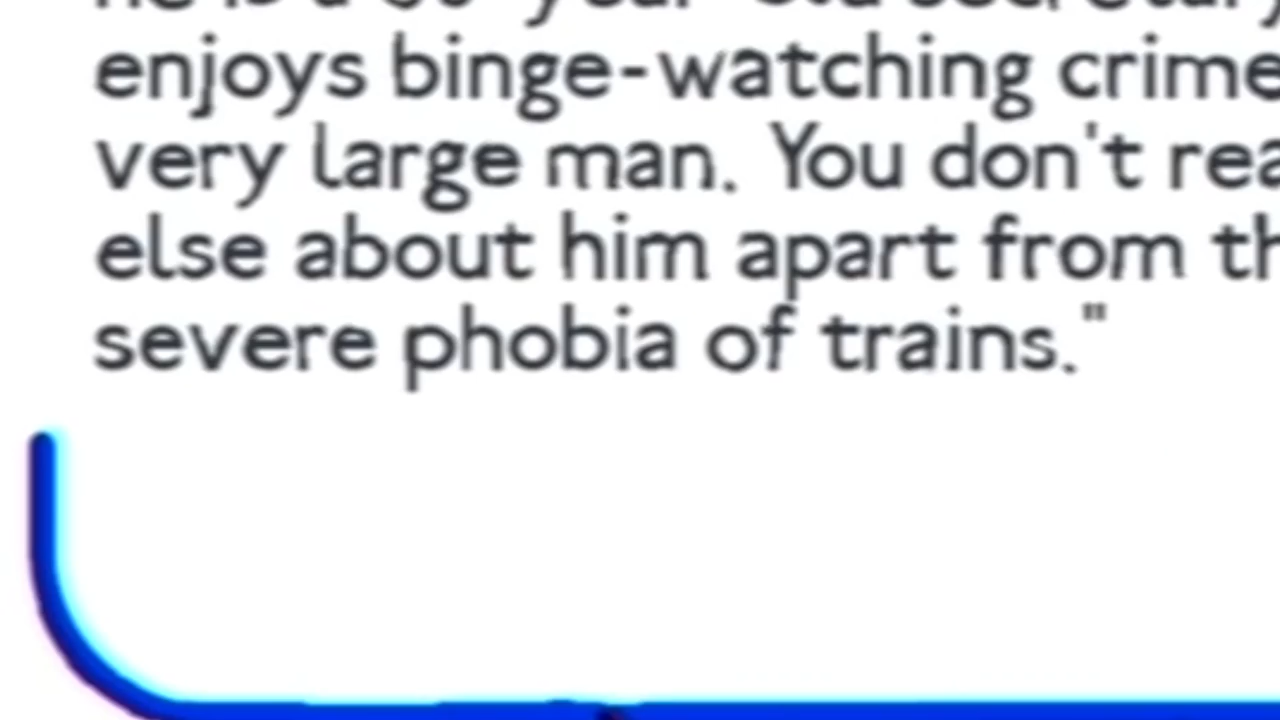 enjoys binge-watching crime
very large man. You don't rea
else about him apart from th
severe phobia of trains."